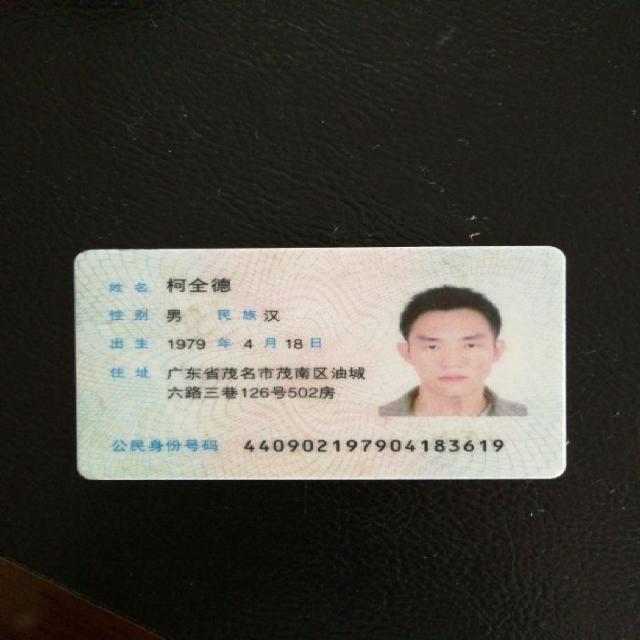 姓名 柯全德
性别 男 民族 汉
出生 1979 年 4 月 18 日
住址 广东省茂名市茂南区油城
六路三巷126号502房
公民身份号码 440902197904183619